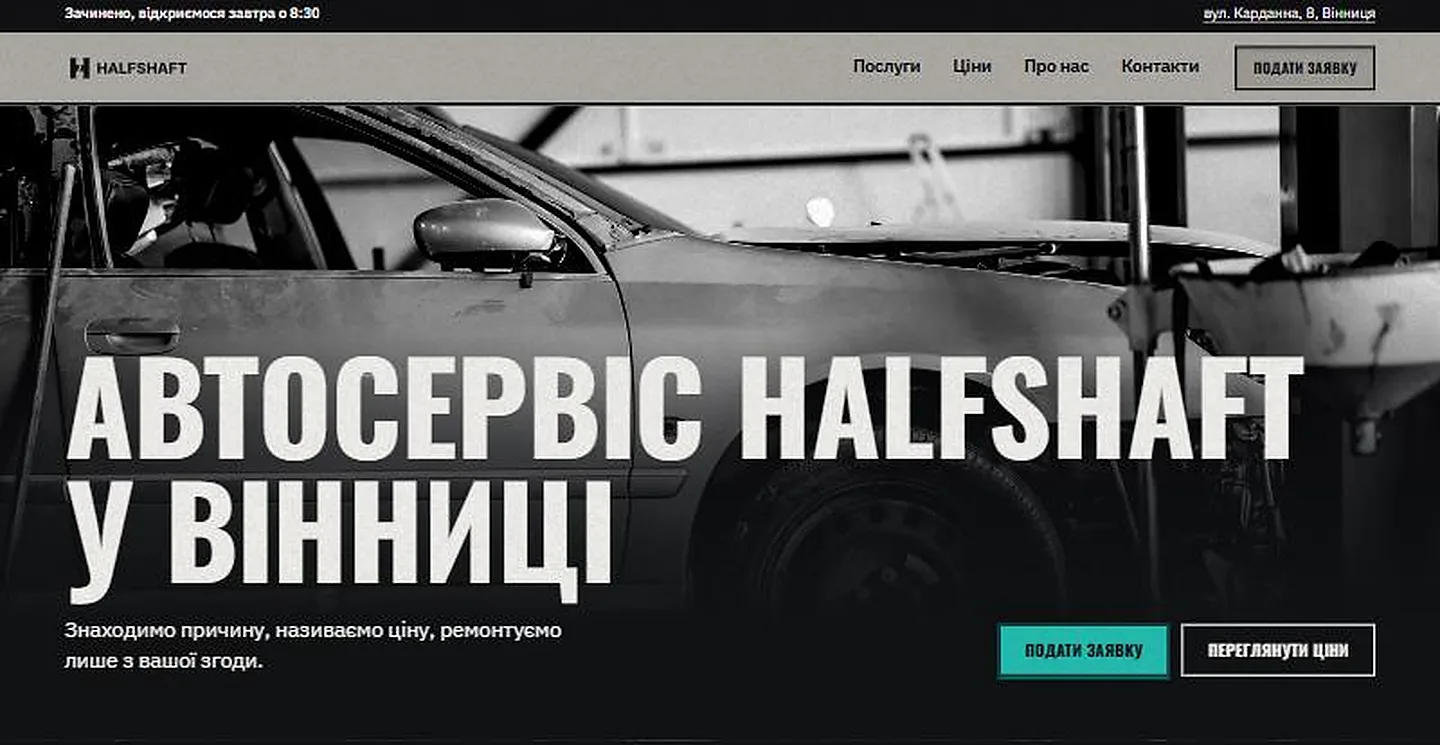 Зачинено, відкриємося завтра о 8:30
вул. Карданна, 8, Вінниця
HALFSHAFT
Послуги
Ціни
Про нас
Контакти
ПОДАТИ ЗАЯВКУ
АВТОСЕРВІС HALFSHAFT
У ВІННИЦІ
Знаходимо причину, називаємо ціну, ремонтуємо
лише з вашої згоди.
ПОДАТИ ЗАЯВКУ
ПЕРЕГЛЯНУТИ ЦІНИ